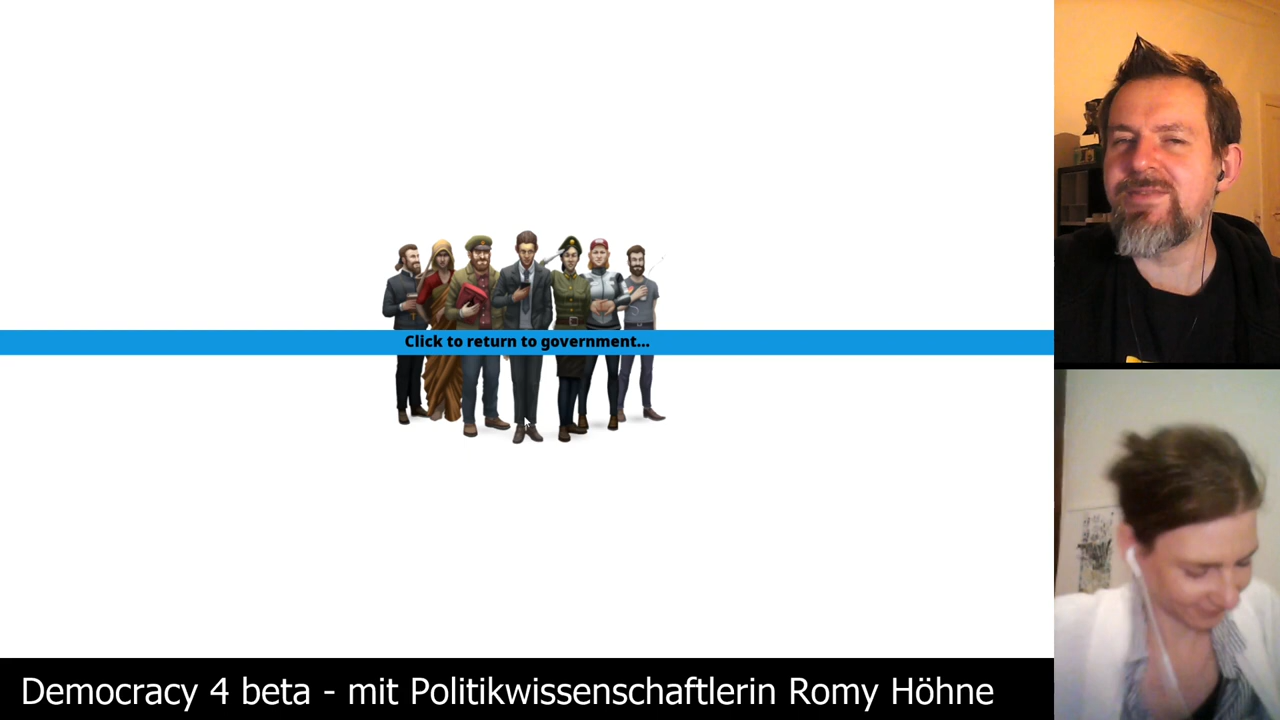 Click to return to government...
Democracy 4 beta - mit Politikwissenschaftlerin Romy Höhne